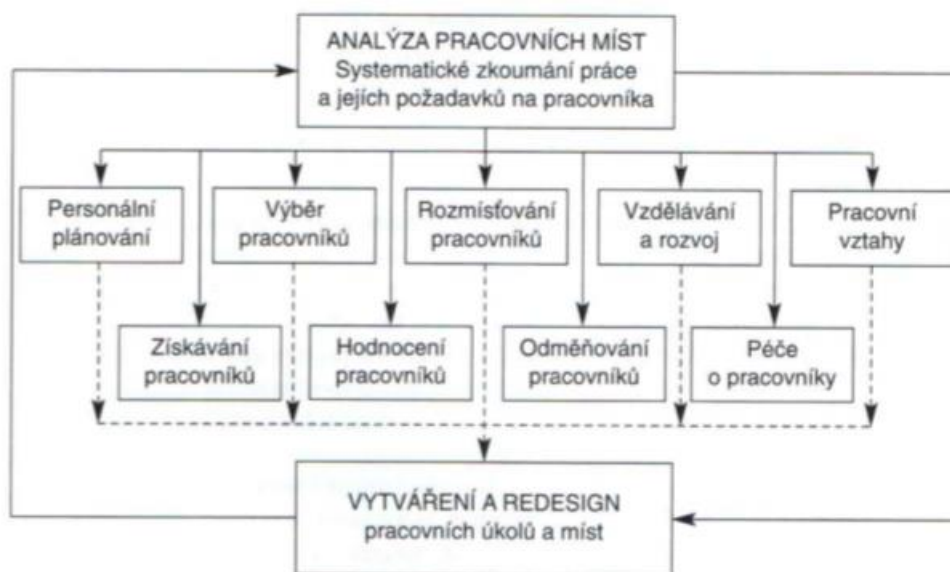 ANALÝZA PRACOVNÍCH MÍST
Systematické zkoumání práce
a jejích požadavků na pracovníka
Personální
plánování
Výběr
pracovníků
Rozmísťování
pracovníků
Vzdělávání
a rozvoj
Pracovní
vztahy
Získávání
pracovníků
Hodnocení
pracovníků
Odměňování
pracovníků
Péče
o pracovníky
VYTVÁŘENÍ A REDESIGN
pracovních úkolů a míst